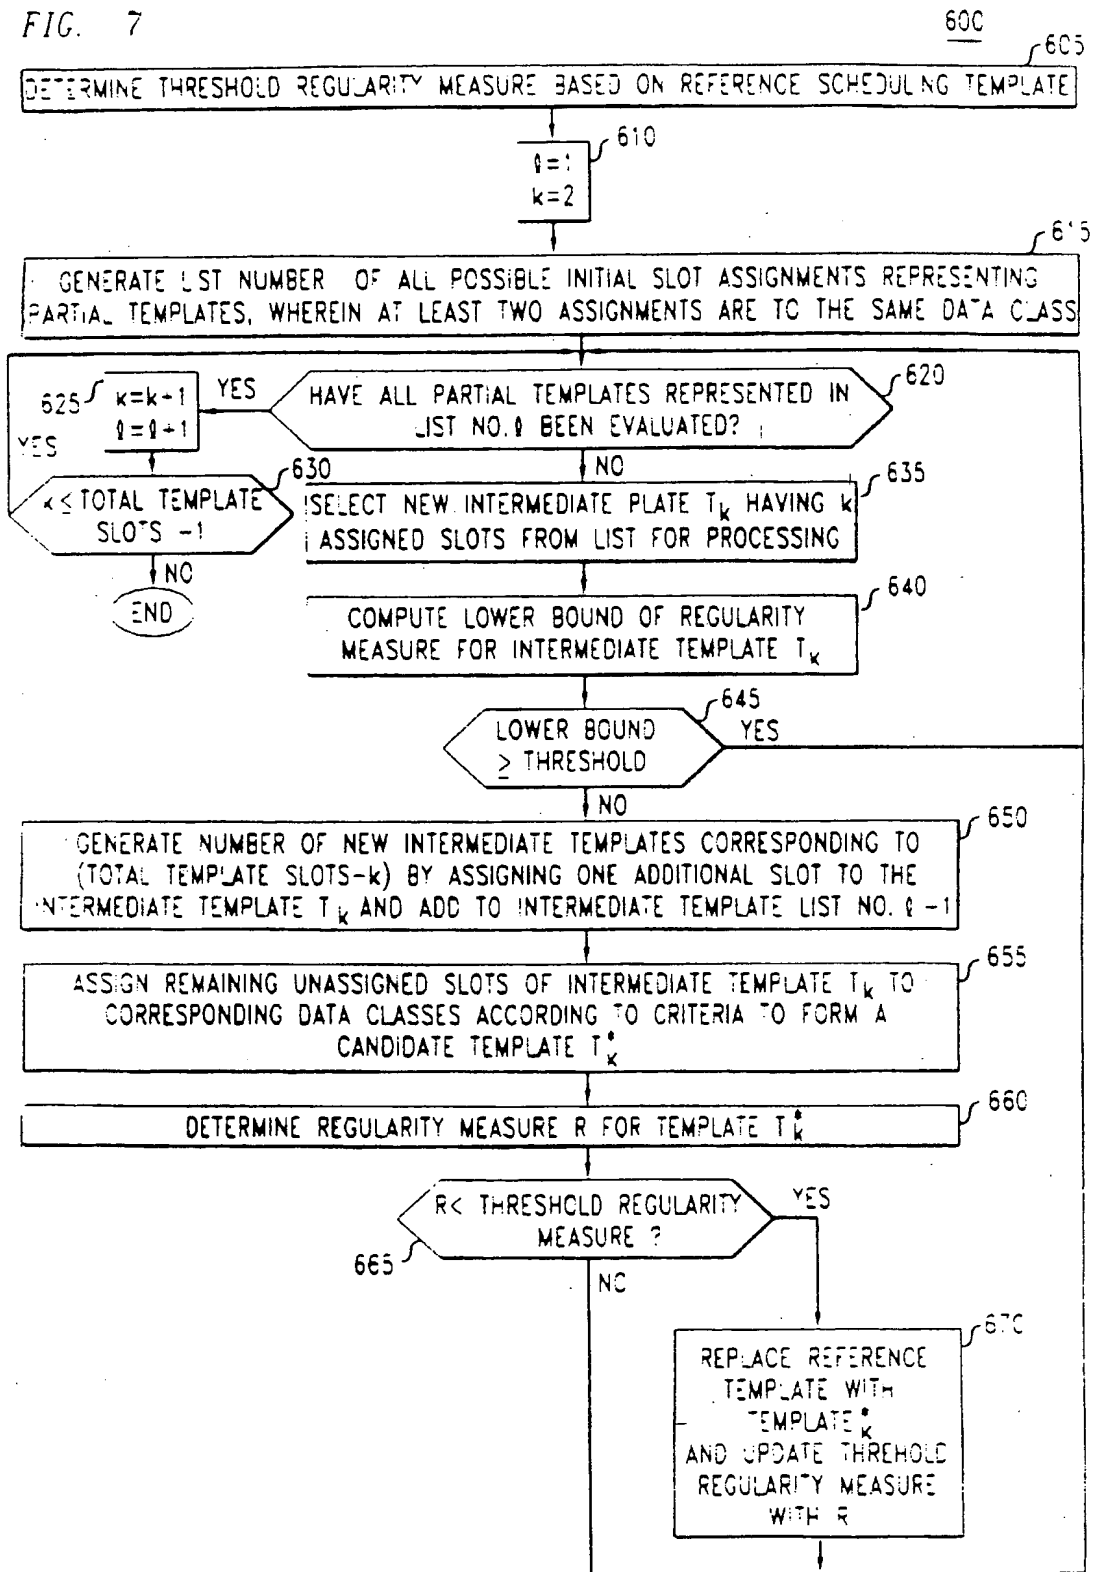 FIG. 7
600
605
DETERMINE THRESHOLD REGULARITY MEASURE BASED ON REFERENCE SCHEDULING TEMPLATE
610
ℓ=1
k=2
615
GENERATE LIST NUMBER OF ALL POSSIBLE INITIAL SLOT ASSIGNMENTS REPRESENTING
PARTIAL TEMPLATES, WHEREIN AT LEAST TWO ASSIGNMENTS ARE TO THE SAME DATA CLASS
620
HAVE ALL PARTIAL TEMPLATES REPRESENTED IN
LIST NO. ℓ BEEN EVALUATED?
YES
625
k=k+1
ℓ=ℓ+1
YES
630
k ≤ TOTAL TEMPLATE
SLOTS -1
NO
END
NO
635
SELECT NEW INTERMEDIATE PLATE Tk HAVING k
ASSIGNED SLOTS FROM LIST FOR PROCESSING
640
COMPUTE LOWER BOUND OF REGULARITY
MEASURE FOR INTERMEDIATE TEMPLATE Tk
645
LOWER BOUND
≥ THRESHOLD
YES
NO
650
GENERATE NUMBER OF NEW INTERMEDIATE TEMPLATES CORRESPONDING TO
(TOTAL TEMPLATE SLOTS-k) BY ASSIGNING ONE ADDITIONAL SLOT TO THE
INTERMEDIATE TEMPLATE Tk AND ADD TO INTERMEDIATE TEMPLATE LIST NO. ℓ -1
655
ASSIGN REMAINING UNASSIGNED SLOTS OF INTERMEDIATE TEMPLATE Tk TO
CORRESPONDING DATA CLASSES ACCORDING TO CRITERIA TO FORM A
CANDIDATE TEMPLATE T*k
660
DETERMINE REGULARITY MEASURE R FOR TEMPLATE T*k
R< THRESHOLD REGULARITY
MEASURE ?
665
YES
NO
670
REPLACE REFERENCE
TEMPLATE WITH
TEMPLATE*k
AND UPDATE THREHOLD
REGULARITY MEASURE
WITH R